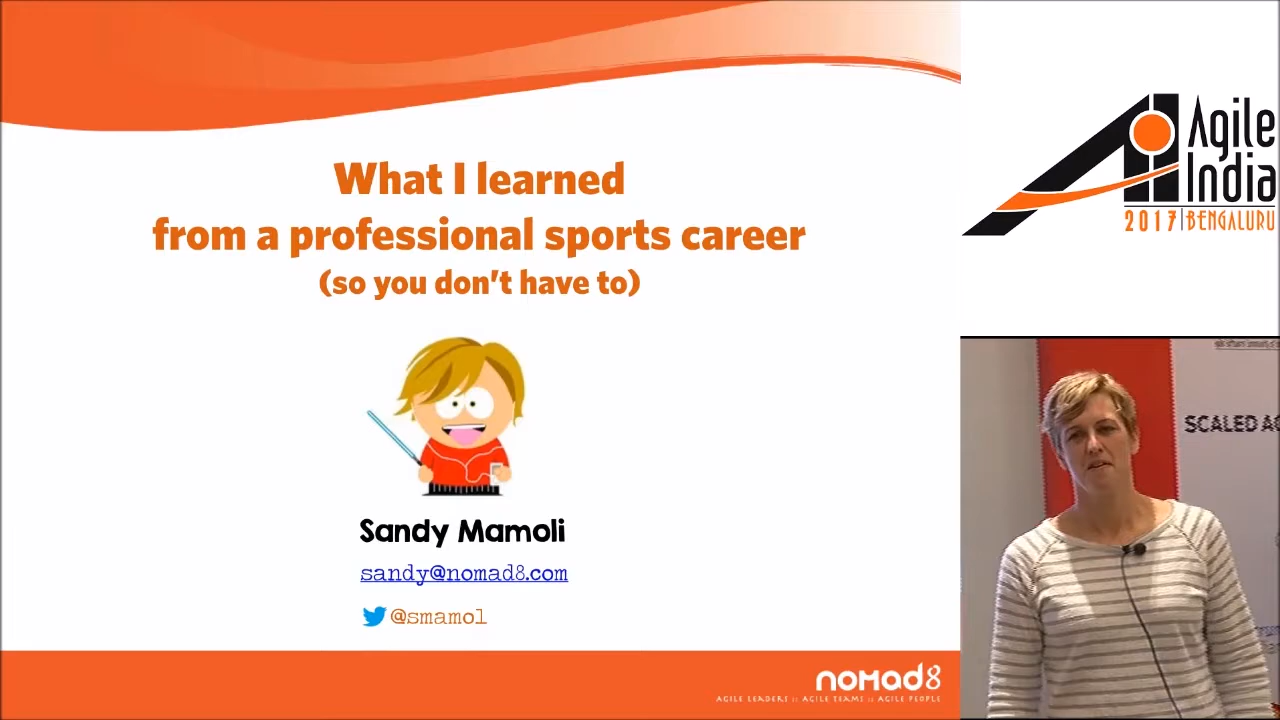 What I learned
from a professional sports career
(so you don't have to)
Sandy Mamoli
sandy@nomad8.com
@smamol
nomad8
AGILE LEADERS :: AGILE TEAMS :: AGILE PEOPLE
Agile
India
2017 | BENGALURU
SCALED AG